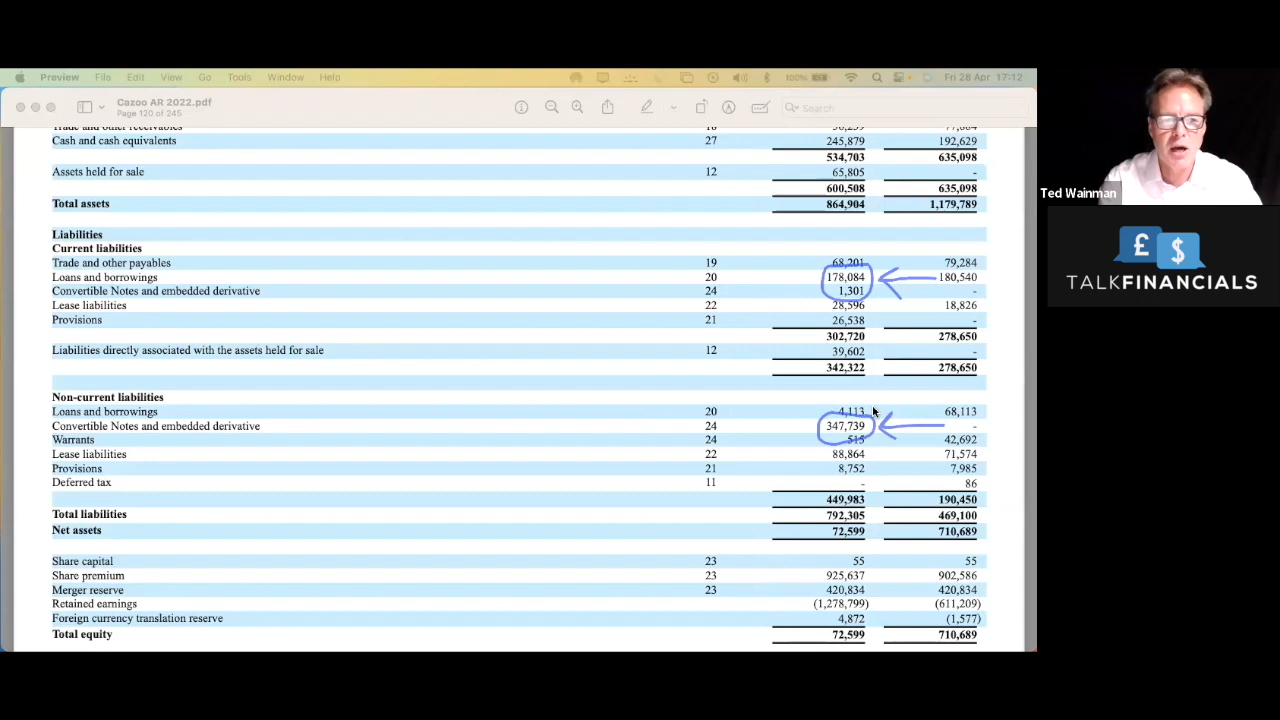 Preview File Edit View Go Tools Window Help 100% Fri 28 Apr 17:12
Cazoo AR 2022.pdf
Page 120 of 245
Search
Trade and other receivables
Cash and cash equivalents 27 245,879 192,629
534,703 635,098
Assets held for sale 12 65,805 -
600,508 635,098
Total assets 864,904 1,179,789
Liabilities
Current liabilities
Trade and other payables 19 68,201 79,284
Loans and borrowings 20 178,084 180,540
Convertible Notes and embedded derivative 24 1,301 -
Lease liabilities 22 28,596 18,826
Provisions 21 26,538 -
302,720 278,650
Liabilities directly associated with the assets held for sale 12 39,602 -
342,322 278,650
Non-current liabilities
Loans and borrowings 20 4,113 68,113
Convertible Notes and embedded derivative 24 347,739 -
Warrants 24 515 42,692
Lease liabilities 22 88,864 71,574
Provisions 21 8,752 7,985
Deferred tax 11 - 86
449,983 190,450
Total liabilities 792,305 469,100
Net assets 72,599 710,689
Share capital 23 55 55
Share premium 23 925,637 902,586
Merger reserve 23 420,834 420,834
Retained earnings (1,278,799) (611,209)
Foreign currency translation reserve 4,872 (1,577)
Total equity 72,599 710,689
Ted Wainman
£ $
TALKFINANCIALS